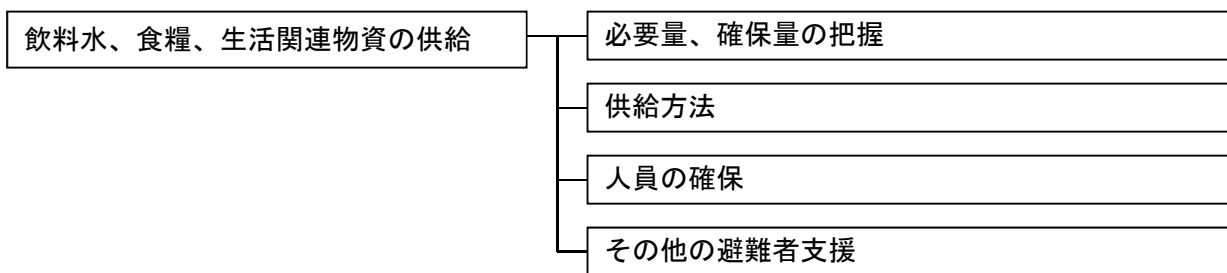 飲料水、食糧、生活関連物資の供給
必要量、確保量の把握
供給方法
人員の確保
その他の避難者支援